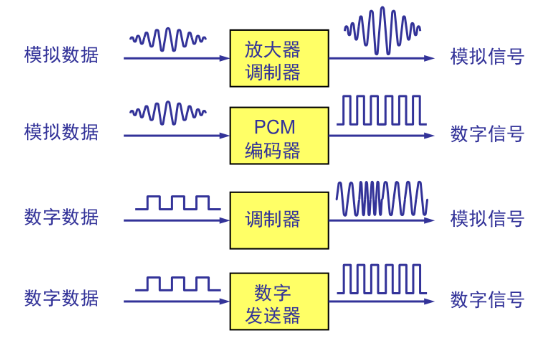 模拟数据
放大器
调制器
模拟信号
模拟数据
PCM
编码器
数字信号
数字数据
调制器
模拟信号
数字数据
数字
发送器
数字信号